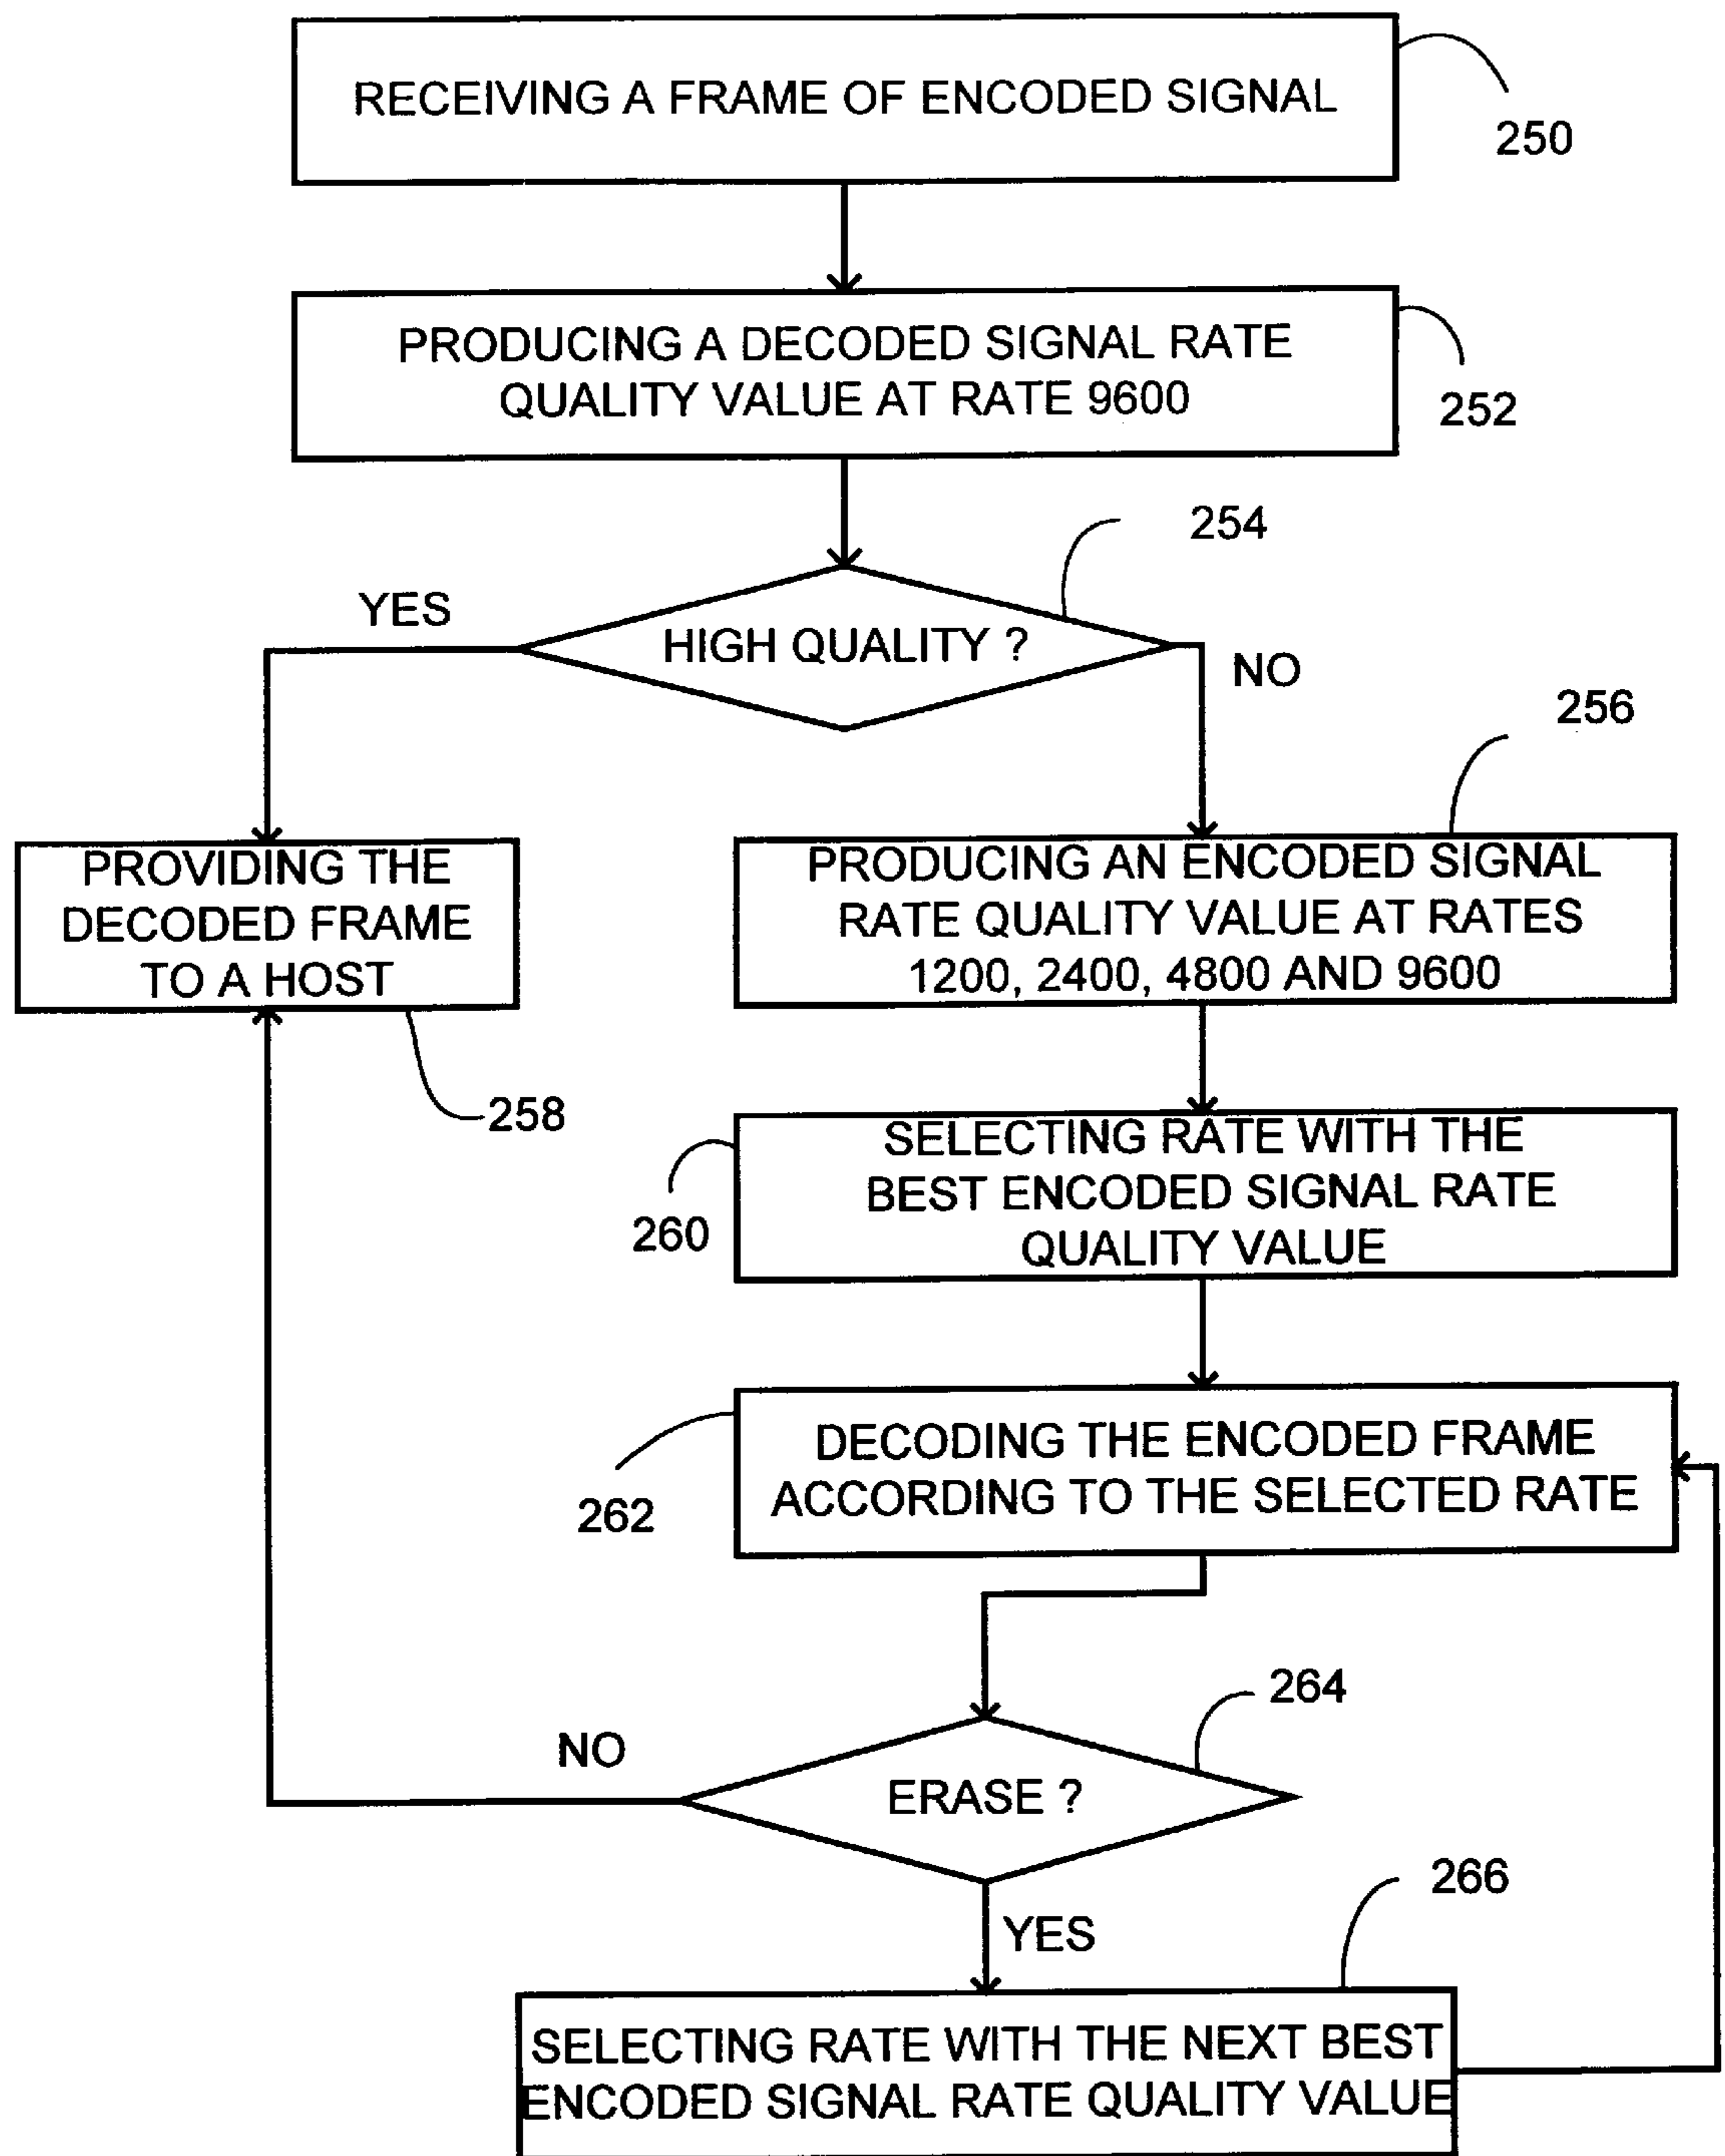 RECEIVING A FRAME OF ENCODED SIGNAL
250
PRODUCING A DECODED SIGNAL RATE
QUALITY VALUE AT RATE 9600
252
254
YES
HIGH QUALITY ?
NO
256
PROVIDING THE
DECODED FRAME
TO A HOST
258
PRODUCING AN ENCODED SIGNAL
RATE QUALITY VALUE AT RATES
1200, 2400, 4800 AND 9600
SELECTING RATE WITH THE
BEST ENCODED SIGNAL RATE
QUALITY VALUE
260
DECODING THE ENCODED FRAME
ACCORDING TO THE SELECTED RATE
262
264
NO
ERASE ?
266
YES
SELECTING RATE WITH THE NEXT BEST
ENCODED SIGNAL RATE QUALITY VALUE